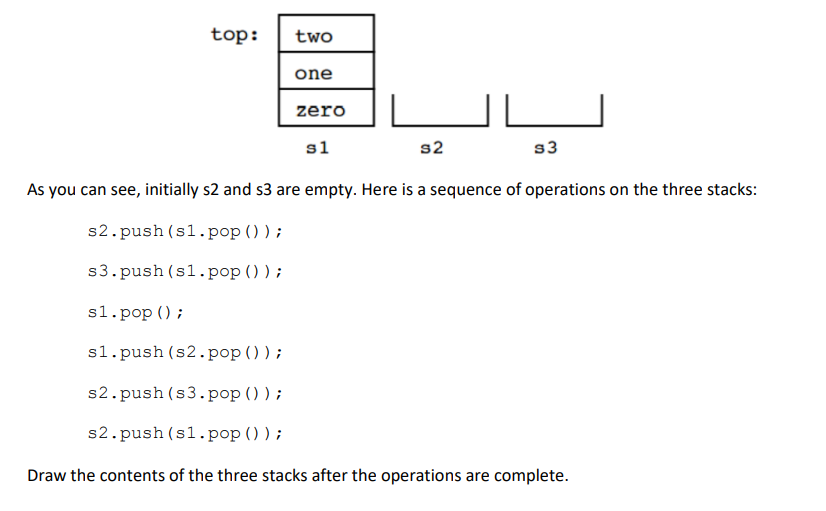 top: two
one
zero
s1 s2 s3
As you can see, initially s2 and s3 are empty. Here is a sequence of operations on the three stacks:
s2.push(s1.pop());
s3.push(s1.pop());
s1.pop();
s1.push(s2.pop());
s2.push(s3.pop());
s2.push(s1.pop());
Draw the contents of the three stacks after the operations are complete.